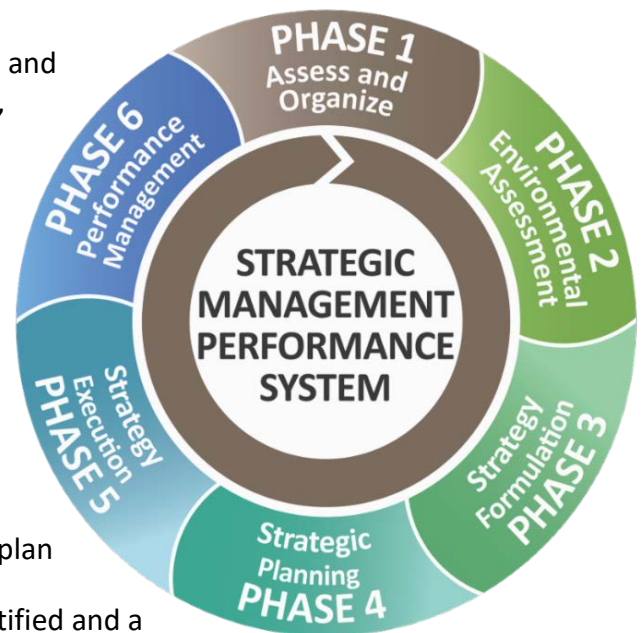 and
,
PHASE 1
Assess and
Organize
PHASE 2
Environmental
Assessment
Strategy
Formulation
PHASE 3
Strategic
Planning
PHASE 4
Strategy
Execution
PHASE 5
PHASE 6
Performance
Management
STRATEGIC
MANAGEMENT
PERFORMANCE
SYSTEM
plan
tified and a